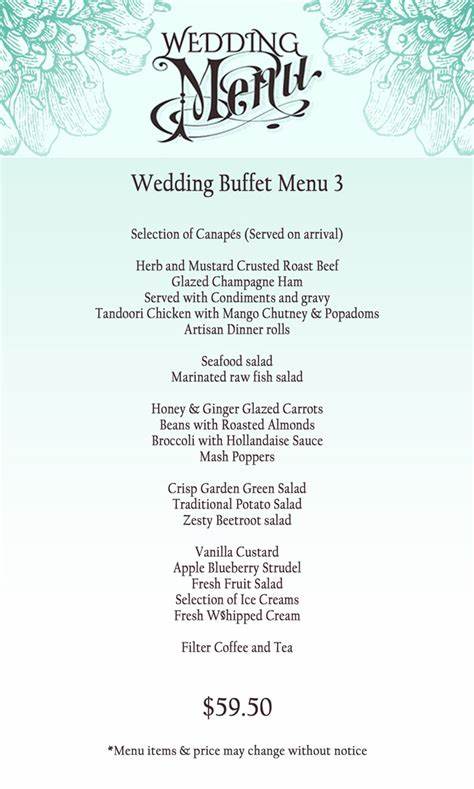 WEDDING
Menu
Wedding Buffet Menu 3
Selection of Canapés (Served on arrival)
Herb and Mustard Crusted Roast Beef
Glazed Champagne Ham
Served with Condiments and gravy
Tandoori Chicken with Mango Chutney & Popadoms
Artisan Dinner rolls
Seafood salad
Marinated raw fish salad
Honey & Ginger Glazed Carrots
Beans with Roasted Almonds
Broccoli with Hollandaise Sauce
Mash Poppers
Crisp Garden Green Salad
Traditional Potato Salad
Zesty Beetroot salad
Vanilla Custard
Apple Blueberry Strudel
Fresh Fruit Salad
Selection of Ice Creams
Fresh W$hipped Cream
Filter Coffee and Tea
$59.50
*Menu items & price may change without notice